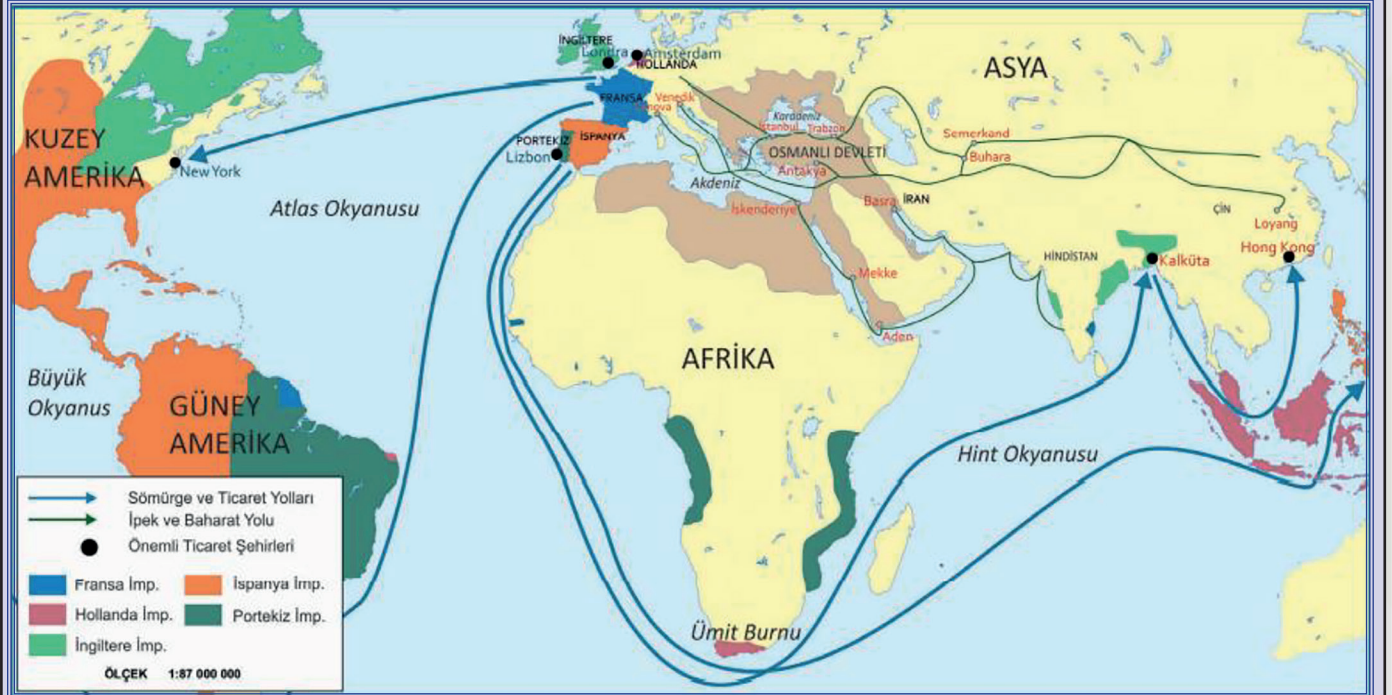 İNGİLTERE
Londra
Amsterdam
HOLLANDA
ASYA
FRANSA
Venedik
Karadeniz
İstanbul
Trabzon
Semerkand
KUZEY
AMERİKA
PORTEKİZ
İSPANYA
Lizbon
OSMANLI DEVLETİ
Buhara
New York
Antakya
Akdeniz
Atlas Okyanusu
İskenderiye
Basra
İRAN
ÇİN
Loyang
Hong Kong
HİNDİSTAN
Kalküta
Mekke
Aden
AFRİKA
Büyük
Okyanus
GÜNEY
AMERİKA
Hint Okyanusu
Ümit Burnu
Sömürge ve Ticaret Yolları
İpek ve Baharat Yolu
Önemli Ticaret Şehirleri
Fransa İmp.
İspanya İmp.
Hollanda İmp.
Portekiz İmp.
İngiltere İmp.
ÖLÇEK 1:87 000 000